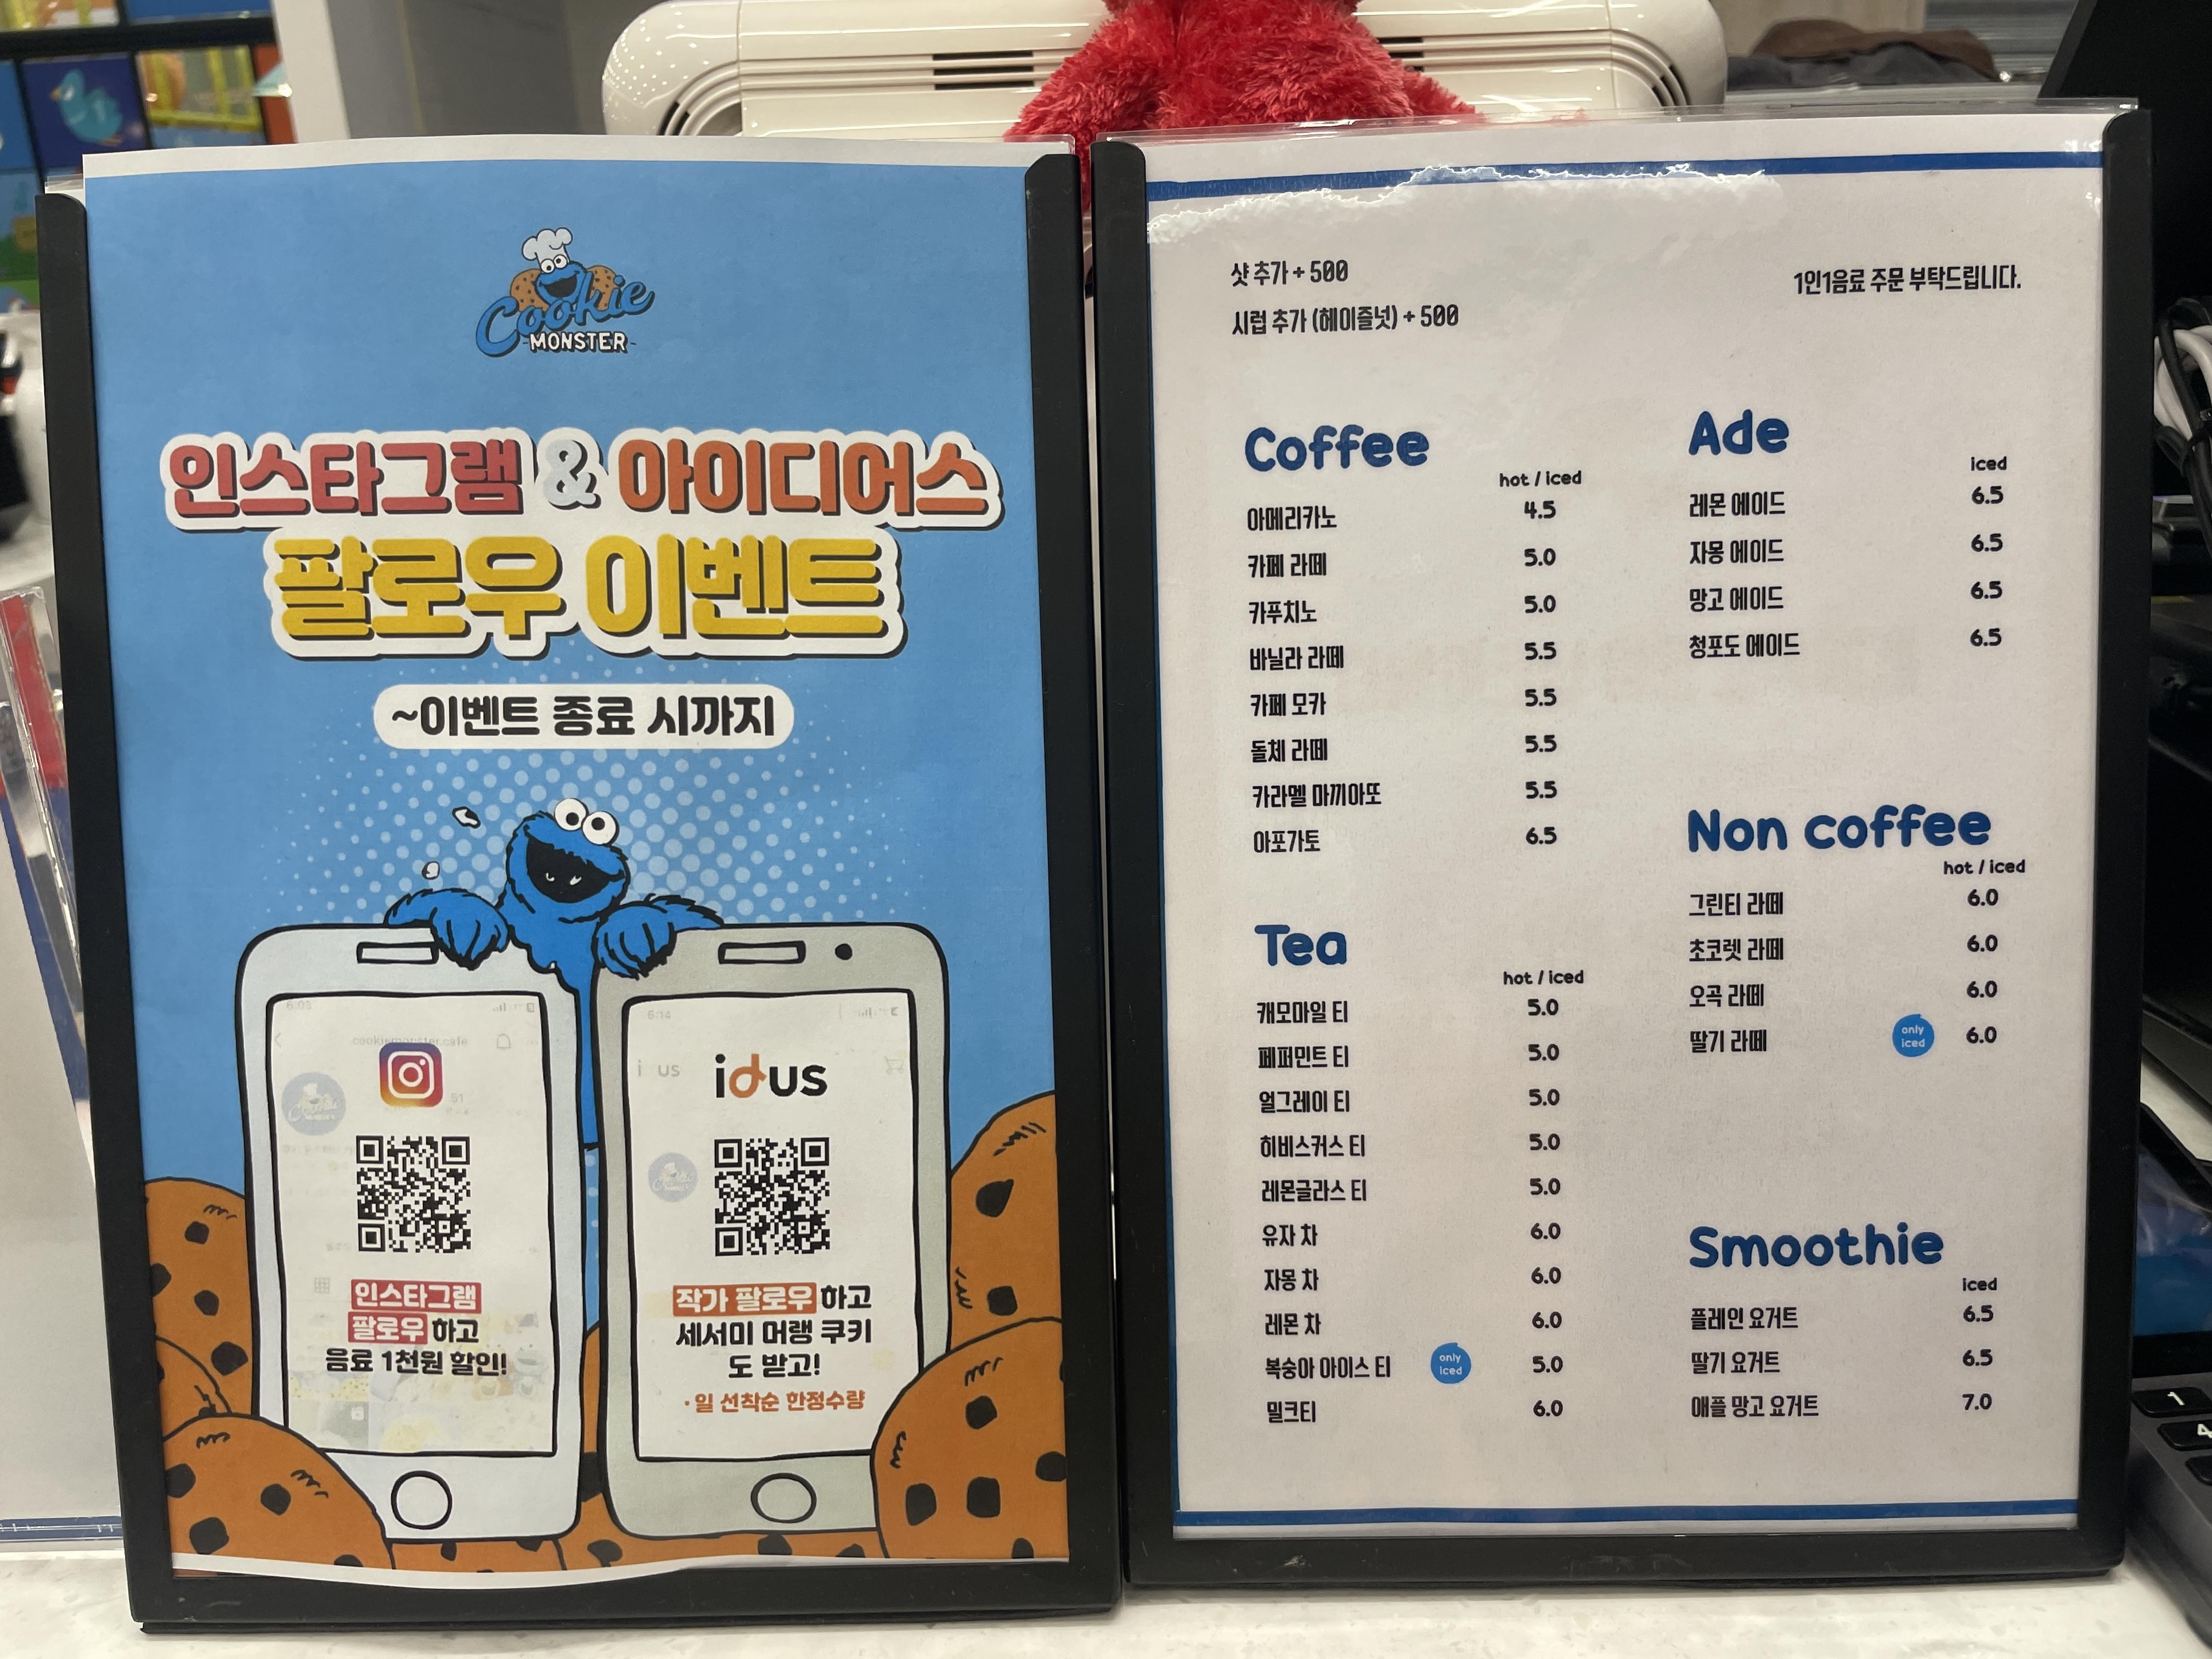 Cookie
MONSTER
인스타그램 & 아이디어스
팔로우 이벤트
~이벤트 종료 시까지
6:08
cookiemonster.cafe
51
인스타그램
팔로우 하고
음료 1천원 할인!
6:14
i us
idus
작가 팔로우 하고
세서미 머랭 쿠키
도 받고!
·일 선착순 한정수량
샷 추가 + 500
시럽 추가 (헤이즐넛) + 500
1인1음료 주문 부탁드립니다.
Coffee
hot / iced
아메리카노 4.5
카페 라떼 5.0
카푸치노 5.0
바닐라 라떼 5.5
카페 모카 5.5
돌체 라떼 5.5
카라멜 마끼아또 5.5
아포가토 6.5
Tea
hot / iced
캐모마일 티 5.0
페퍼민트 티 5.0
얼그레이 티 5.0
히비스커스 티 5.0
레몬글라스 티 5.0
유자 차 6.0
자몽 차 6.0
레몬 차 6.0
복숭아 아이스 티 only iced 5.0
밀크티 6.0
Ade
iced
레몬 에이드 6.5
자몽 에이드 6.5
망고 에이드 6.5
청포도 에이드 6.5
Non coffee
hot / iced
그린티 라떼 6.0
초코렛 라떼 6.0
오곡 라떼 6.0
딸기 라떼 only iced 6.0
Smoothie
iced
플레인 요거트 6.5
딸기 요거트 6.5
애플 망고 요거트 7.0
1
4